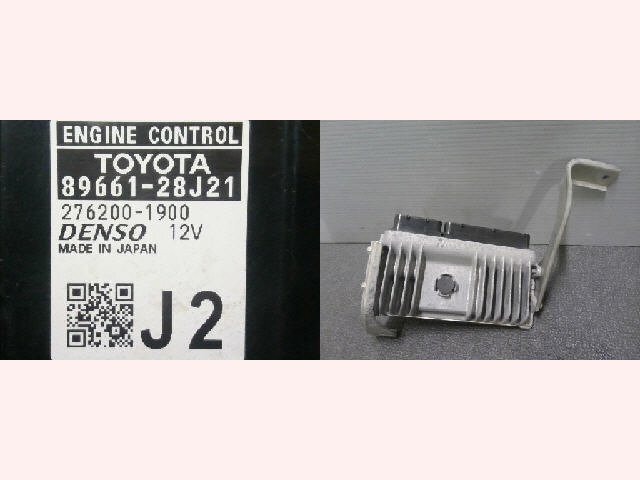 ENGINE CONTROL
TOYOTA
89661-28J21
276200-1900
DENSO 12V
MADE IN JAPAN
J2